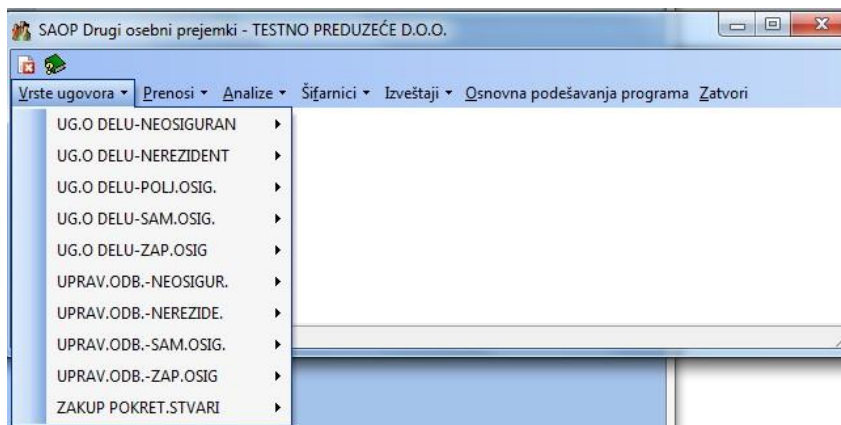 SAOP Drugi osebni prejemki - TESTNO PREDUZEĆE D.O.O.
Vrste ugovora Prenosi Analize Šifarnici Izveštaji Osnovna podešavanja programa Zatvori
UG.O DELU-NEOSIGURAN
UG.O DELU-NEREZIDENT
UG.O DELU-POLJ.OSIG.
UG.O DELU-SAM.OSIG.
UG.O DELU-ZAP.OSIG
UPRAV.ODB.-NEOSIGUR.
UPRAV.ODB.-NEREZIDE.
UPRAV.ODB.-SAM.OSIG.
UPRAV.ODB.-ZAP.OSIG
ZAKUP POKRET.STVARI